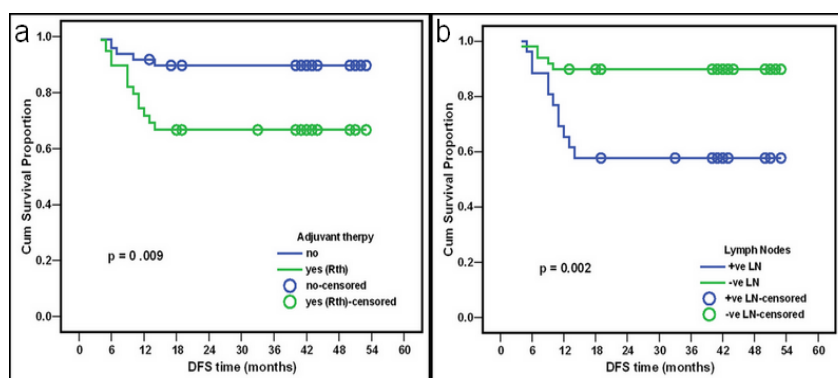 a
Cum Survival Proportion
1.0
0.8
0.6
0.4
0.2
0.0
p = 0 .009
Adjuvant therpy
no
yes (Rth)
no-censored
yes (Rth)-censored
0 6 12 18 24 30 36 42 48 54 60
DFS time (months)
b
Cum Survival Proportion
1.0
0.8
0.6
0.4
0.2
0.0
p = 0.002
Lymph Nodes
+ve LN
-ve LN
+ve LN-censored
-ve LN-censored
0 6 12 18 24 30 36 42 48 54 60
DFS time (months)